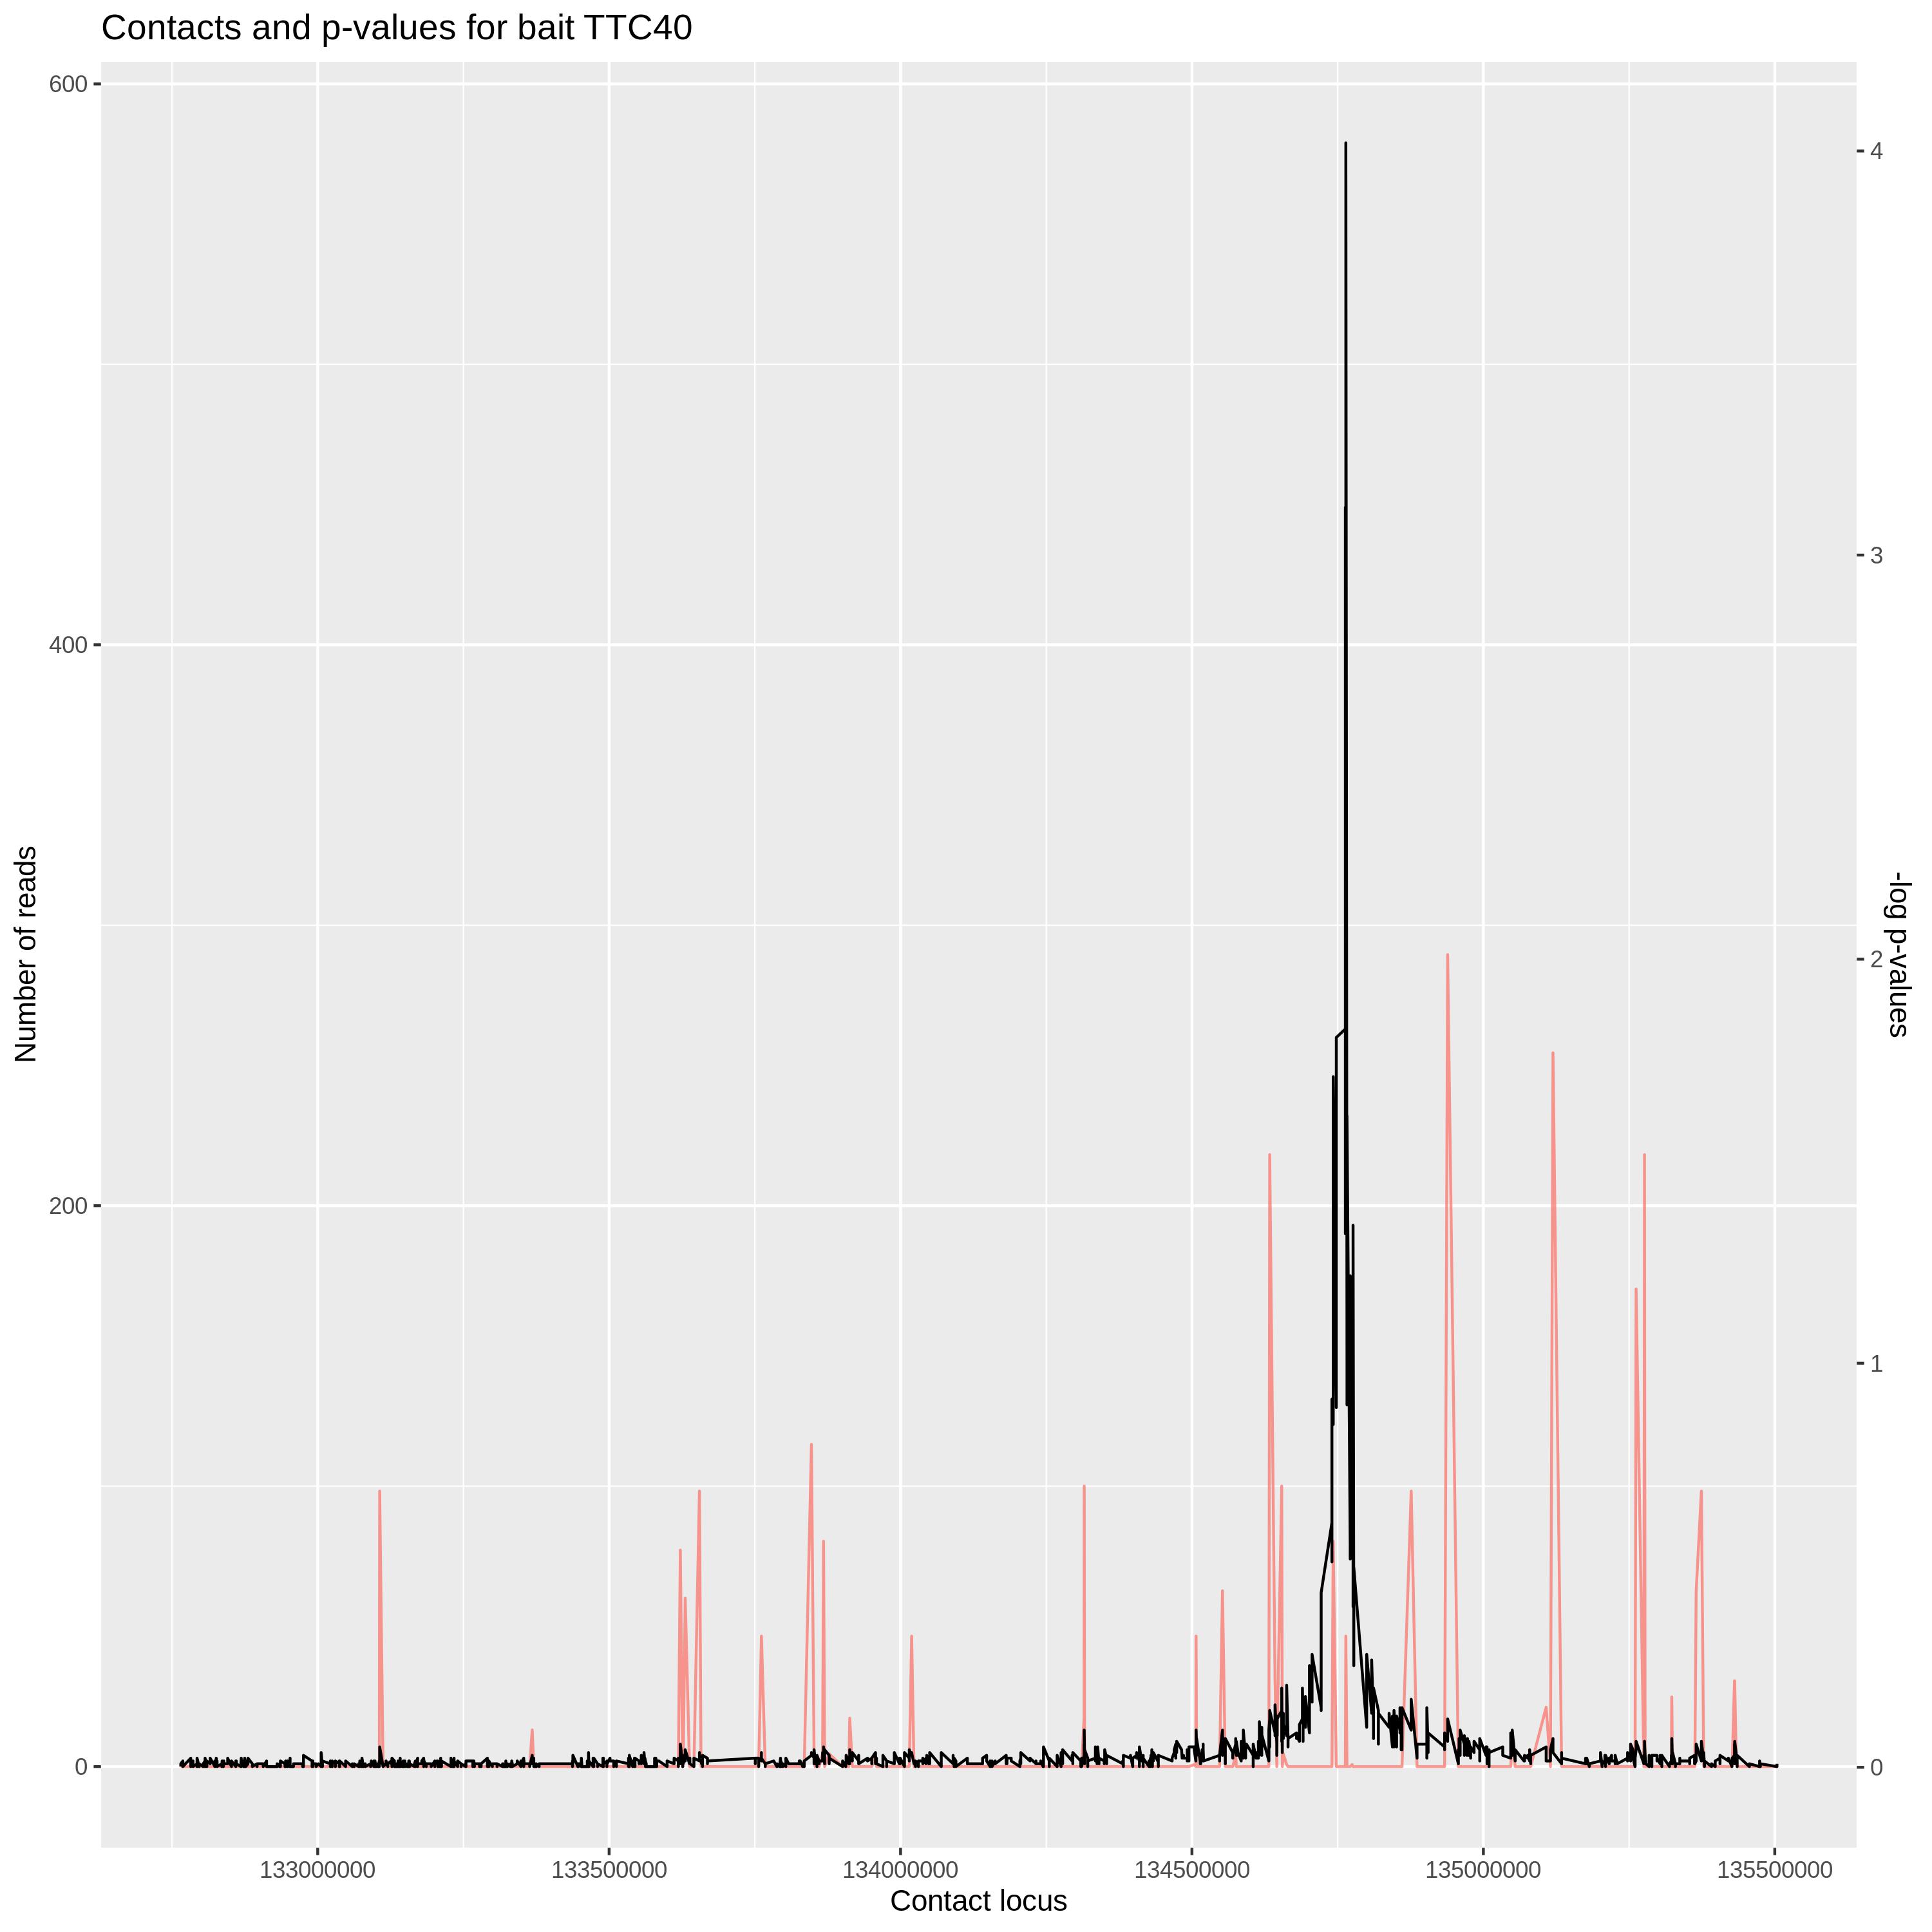 Contacts and p-values for bait TTC40
600
400
200
0
Number of reads
4
3
2
1
0
-log p-values
133000000 133500000 134000000 134500000 135000000 135500000
Contact locus